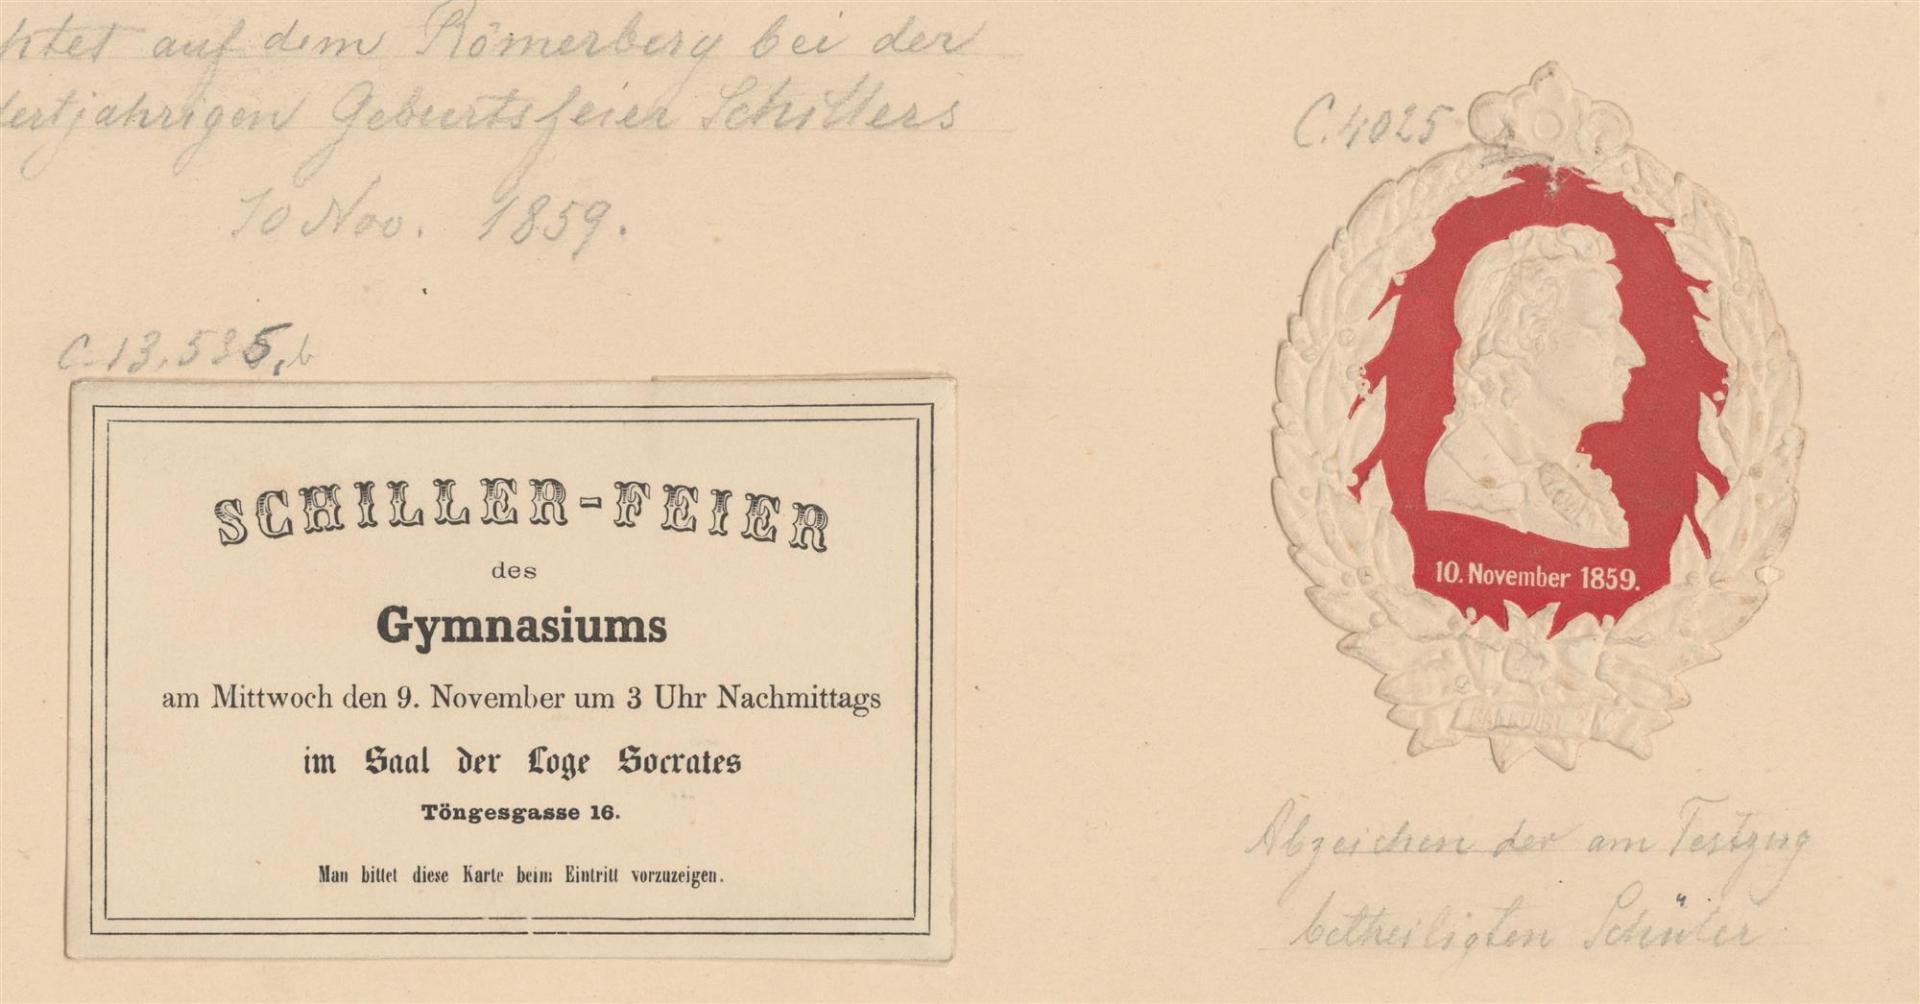 htet auf dem Römerberg bei der
dertjahrigen Geburtsfeier Schillers
10 Nov. 1859.
C. 4025
C. 13,535, b
SCHILLER-FEIER
des
Gymnasiums
am Mittwoch den 9. November um 3 Uhr Nachmittags
im Saal der Loge Socrates
Töngesgasse 16.
Man bittet diese Karte beim Eintritt vorzuzeigen.
10. November 1859.
Abzeichen der am Festzug
betheiligten Schüler